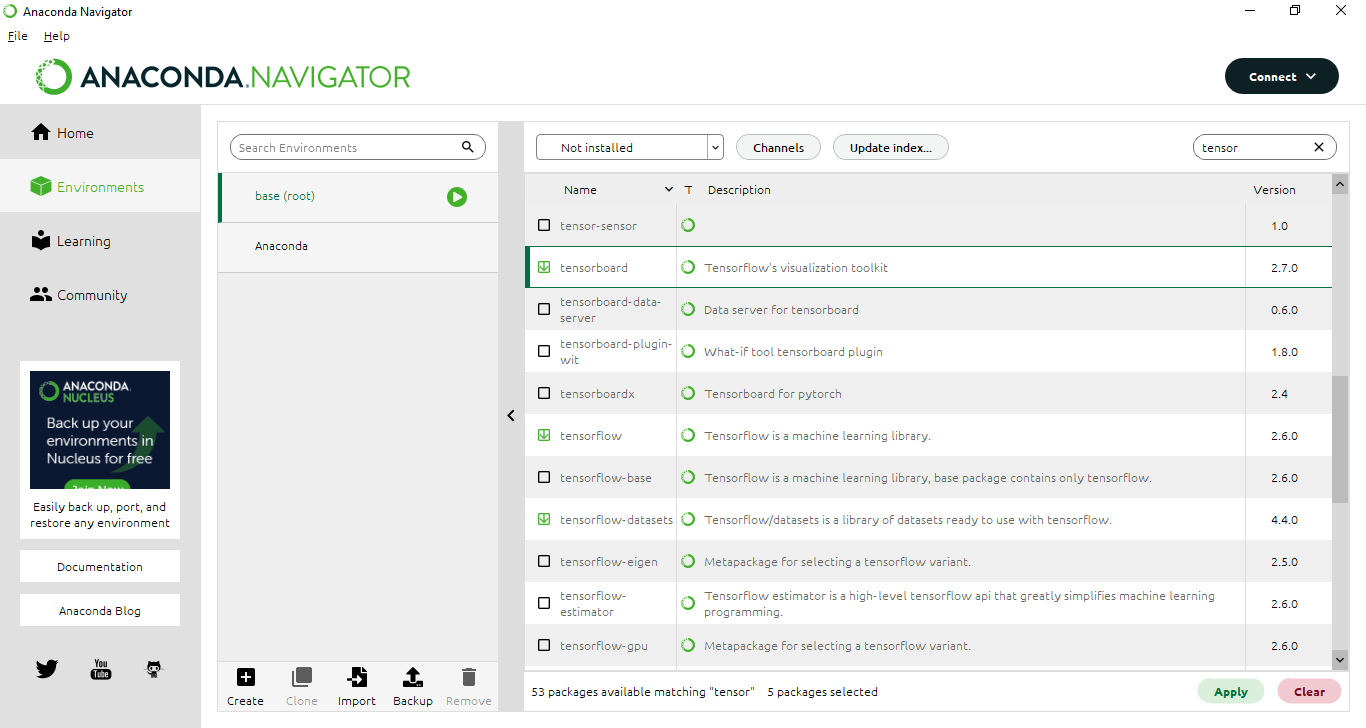 Anaconda Navigator
File Help
ANACONDA.NAVIGATOR
Connect
Home
Environments
Learning
Community
ANACONDA.
NUCLEUS
Back up your
environments in
Nucleus for free
Join Now
Easily back up, port, and
restore any environment
Documentation
Anaconda Blog
You
Tube
Search Environments
base (root)
Anaconda
Create Clone Import Backup Remove
Not installed Channels Update index... tensor
Name T Description Version
tensor-sensor 1.0
tensorboard Tensorflow's visualization toolkit 2.7.0
tensorboard-data-
server Data server for tensorboard 0.6.0
tensorboard-plugin-
wit What-if tool tensorboard plugin 1.8.0
tensorboardx Tensorboard for pytorch 2.4
tensorflow Tensorflow is a machine learning library. 2.6.0
tensorflow-base Tensorflow is a machine learning library, base package contains only tensorflow. 2.6.0
tensorflow-datasets Tensorflow/datasets is a library of datasets ready to use with tensorflow. 4.4.0
tensorflow-eigen Metapackage for selecting a tensorflow variant. 2.5.0
tensorflow-
estimator Tensorflow estimator is a high-level tensorflow api that greatly simplifies machine learning
programming. 2.6.0
tensorflow-gpu Metapackage for selecting a tensorflow variant. 2.6.0
53 packages available matching "tensor" 5 packages selected
Apply Clear